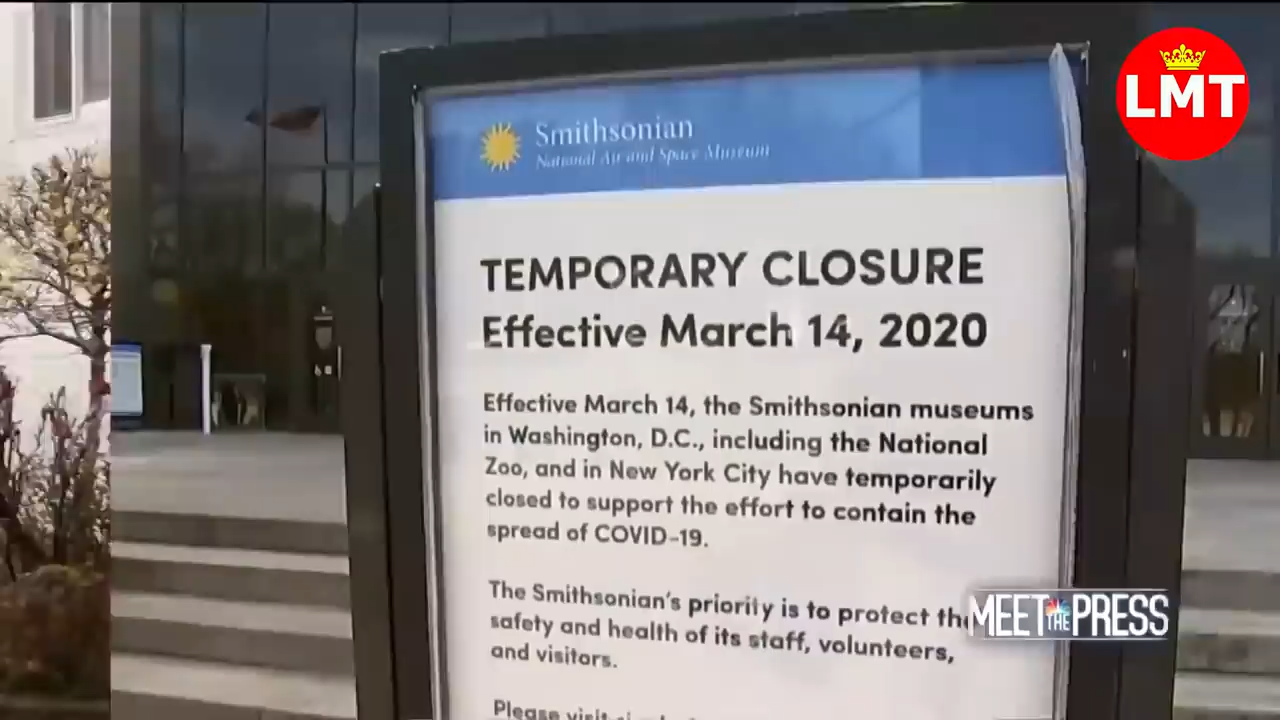 LMT
Smithsonian
National Air and Space Museum
TEMPORARY CLOSURE
Effective March 14, 2020
Effective March 14, the Smithsonian museums
in Washington, D.C., including the National
Zoo, and in New York City have temporarily
closed to support the effort to contain the
spread of COVID-19.
The Smithsonian's priority is to protect the
safety and health of its staff, volunteers,
and visitors.
MEET THE PRESS
Please visit